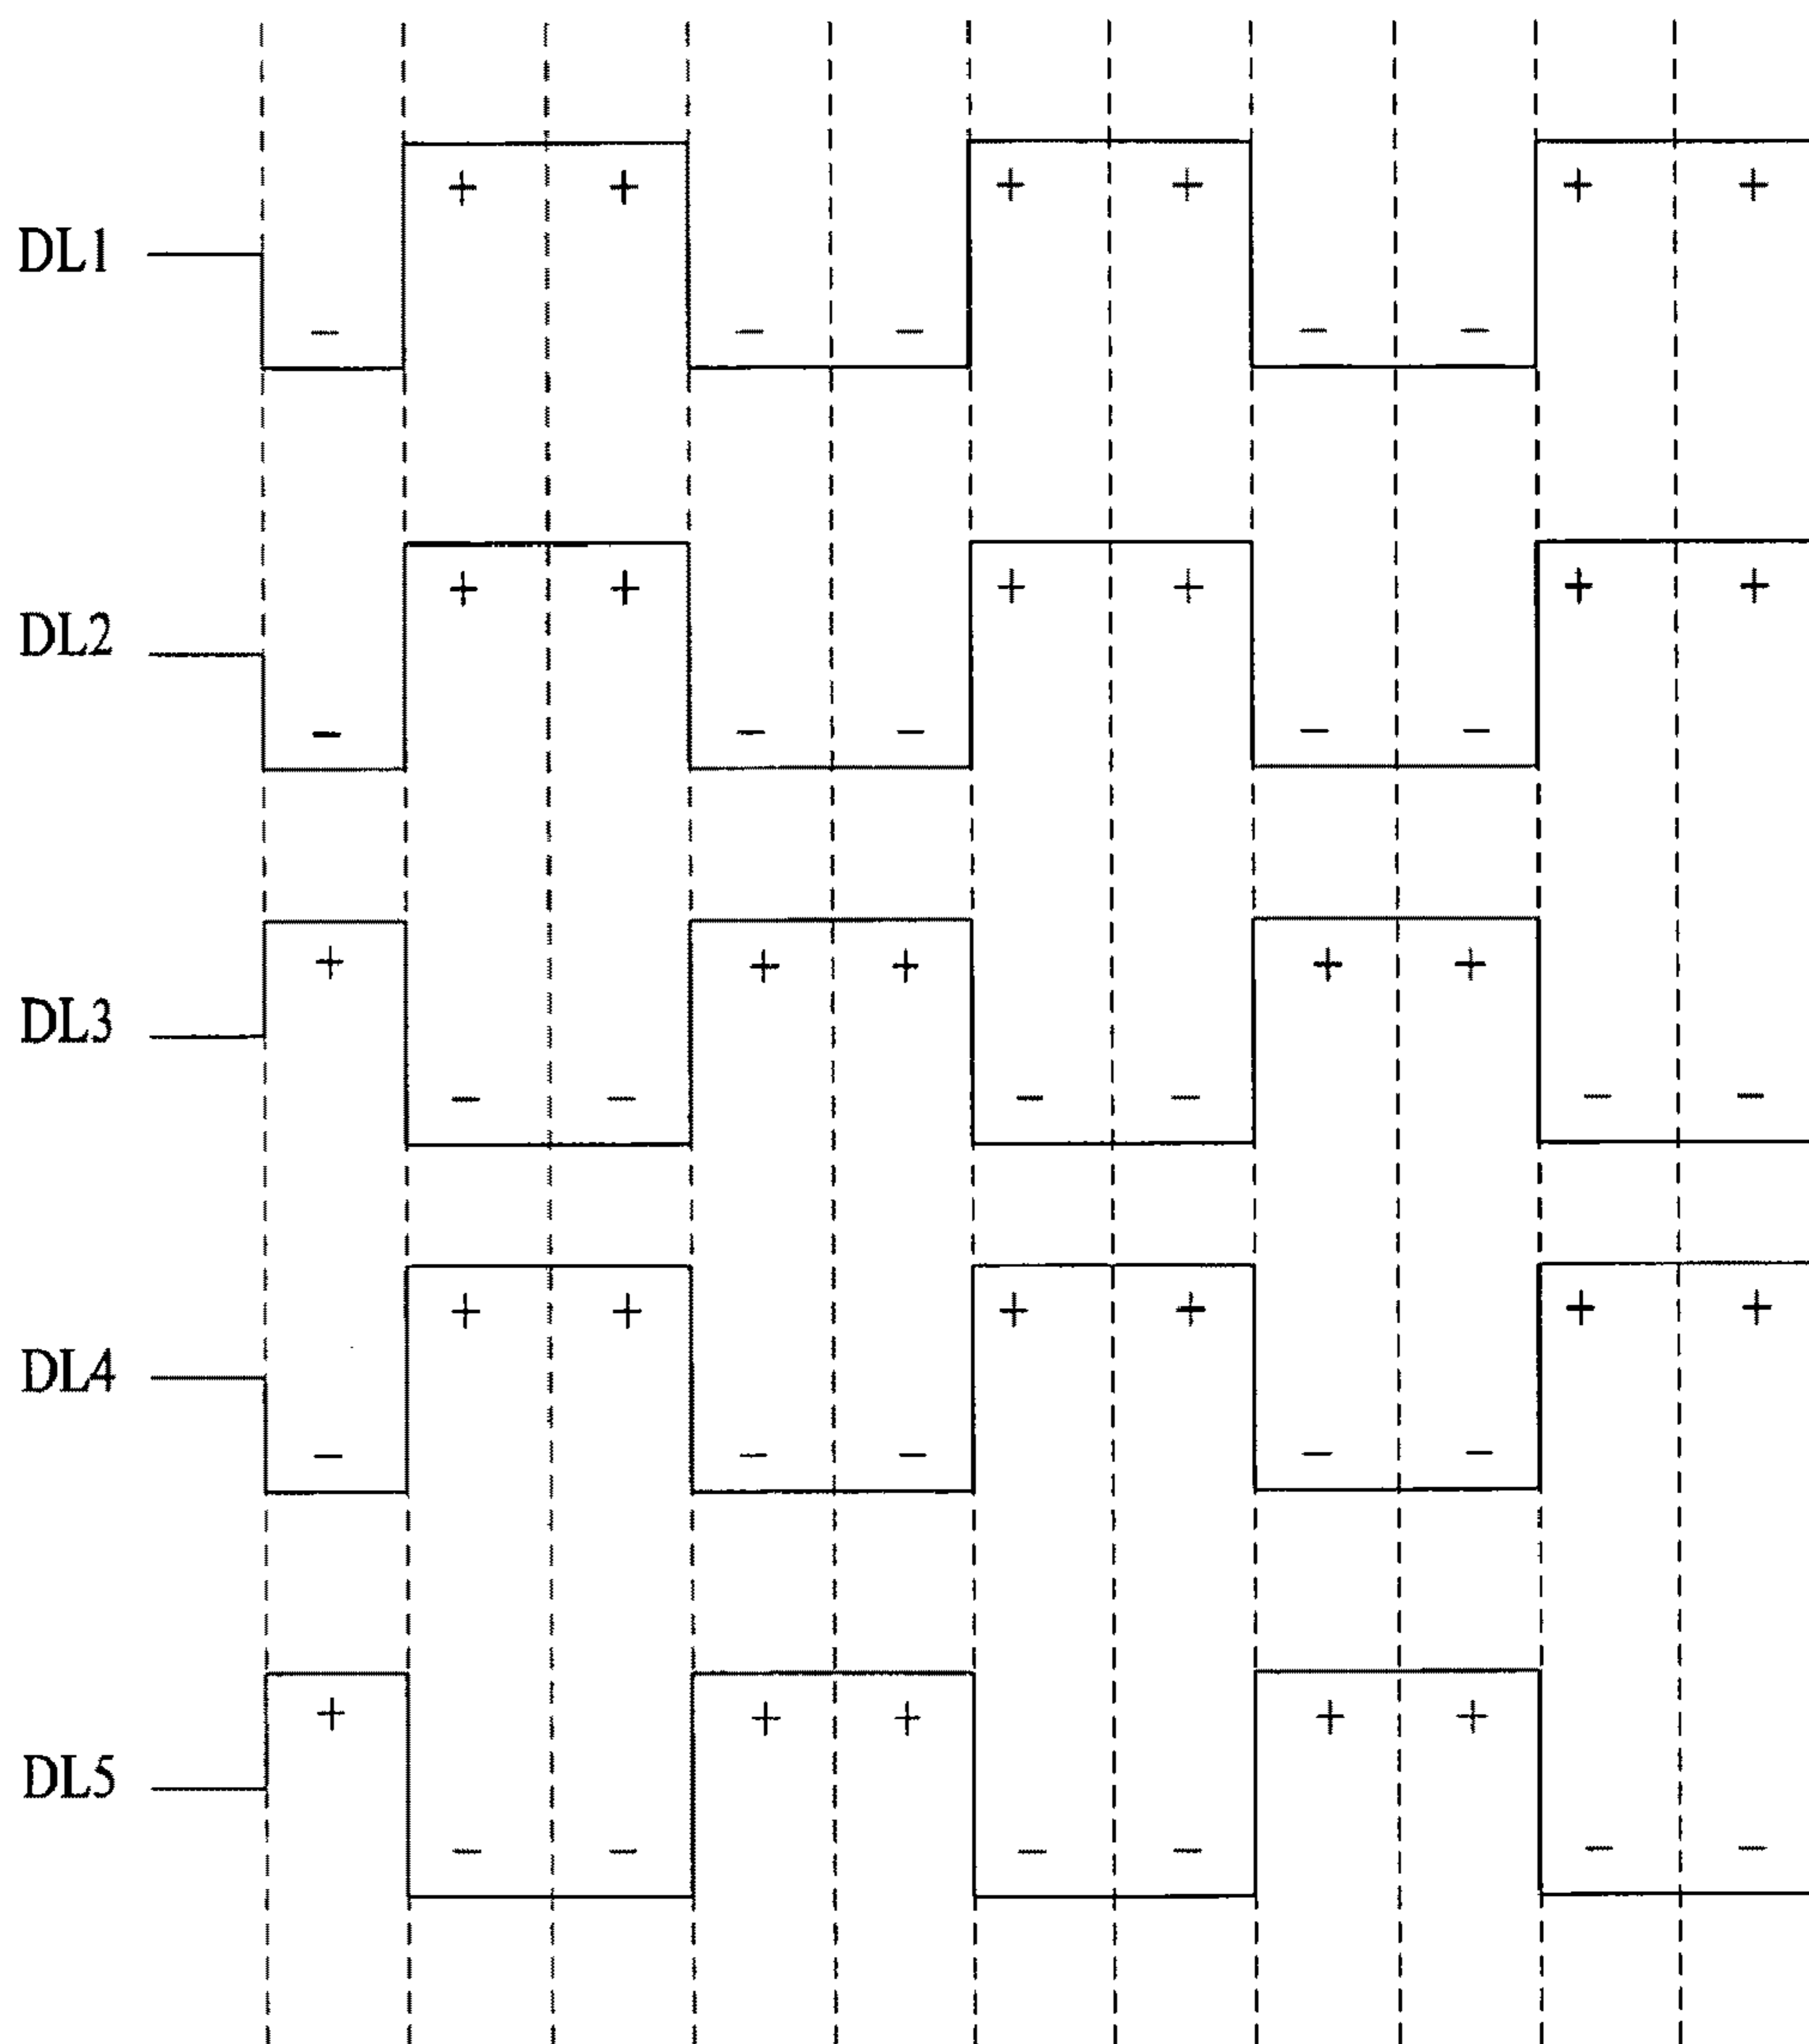 + + + + + +
DL1
− − − − −
+ + + + + +
DL2
− − − − −
+ + + + +
DL3
− − − − − −
+ + + + + +
DL4
− − − − −
+ + + + +
DL5
− − − − − −